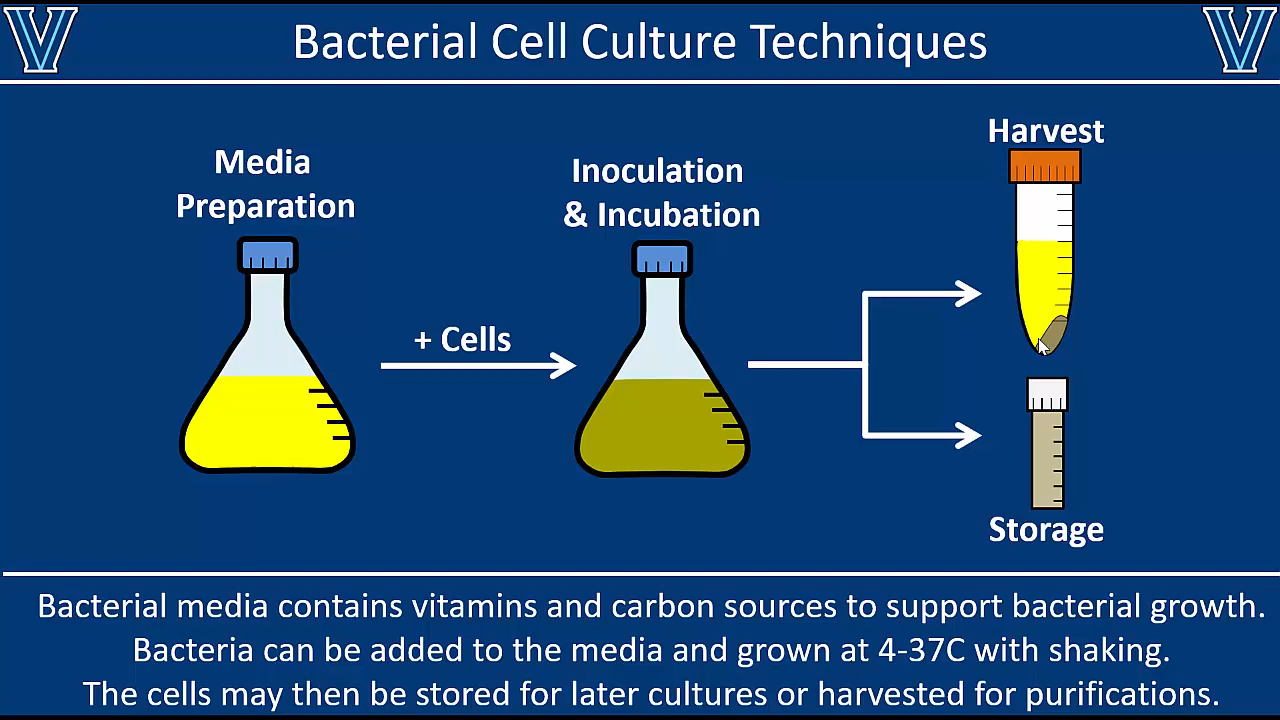 V
V
Bacterial Cell Culture Techniques
Media
Preparation
+ Cells
Inoculation
& Incubation
Harvest
Storage
Bacterial media contains vitamins and carbon sources to support bacterial growth.
Bacteria can be added to the media and grown at 4-37C with shaking.
The cells may then be stored for later cultures or harvested for purifications.